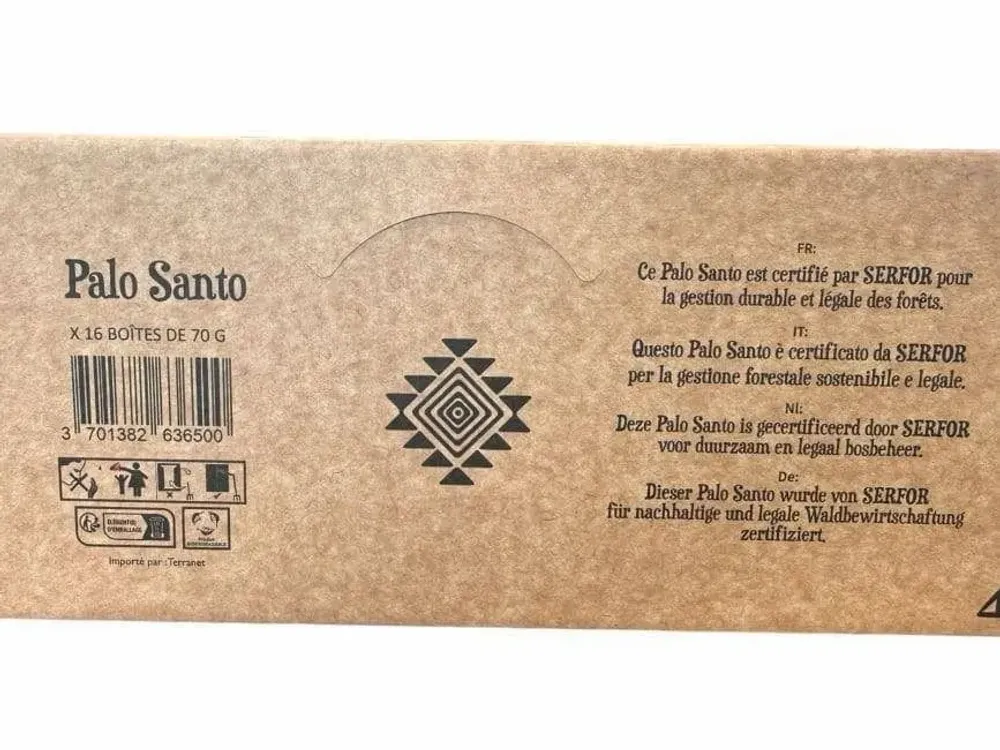 Palo Santo
X 16 BOÎTES DE 70 G
3 701382 636500
ÉLÉMENT(S)
D'EMBALLAGE
Importé par : Terranet
FR:
Ce Palo Santo est certifié par SERFOR pour
la gestion durable et légale des forêts.
IT:
Questo Palo Santo è certificato da SERFOR
per la gestione forestale sostenibile e legale.
Nl:
Deze Palo Santo is gecertificeerd door SERFOR
voor duurzaam en legaal bosbeheer.
De:
Dieser Palo Santo wurde von SERFOR
für nachhaltige und legale Waldbewirtschaftung
zertifiziert.